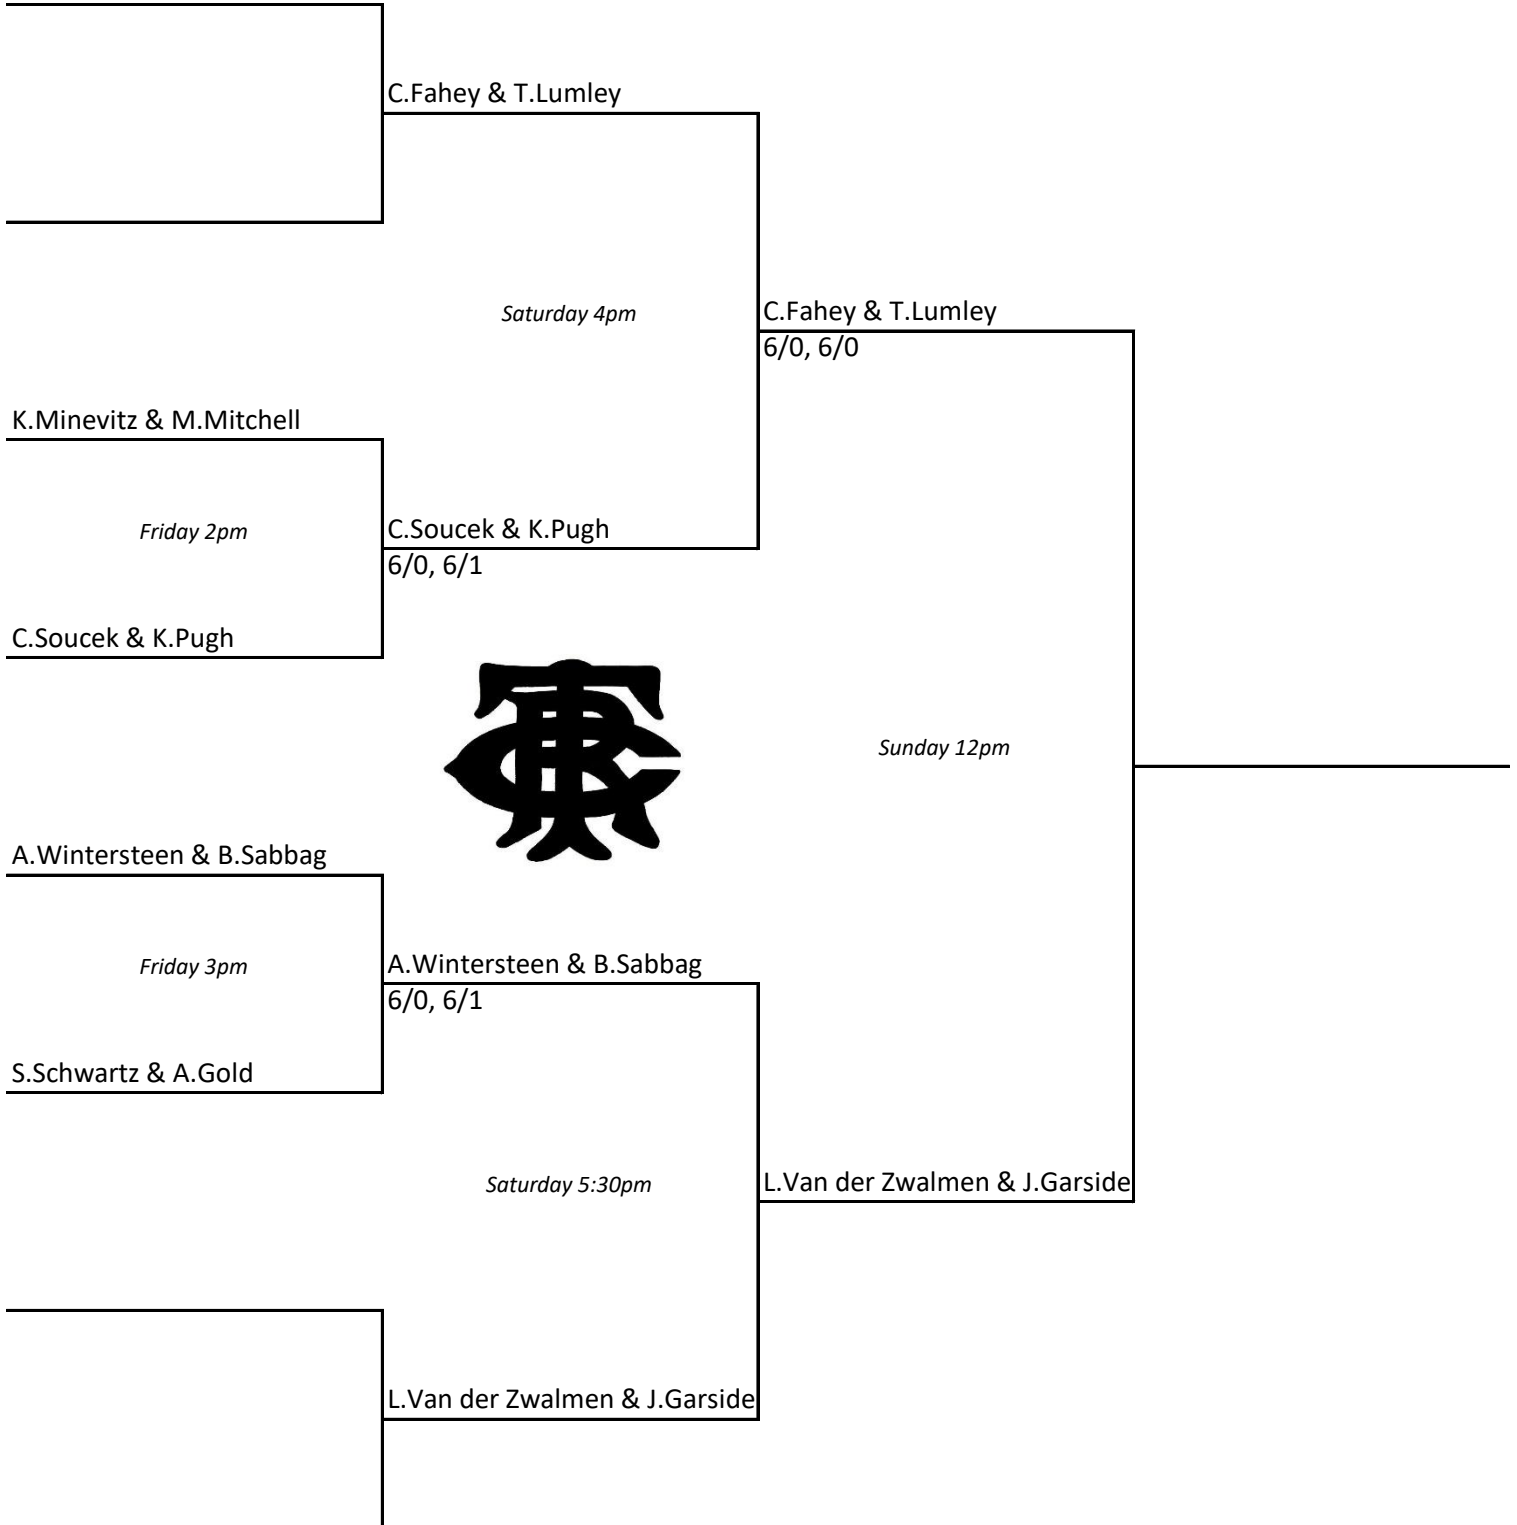 C.Fahey & T.Lumley
Saturday 4pm
C.Fahey & T.Lumley
6/0, 6/0
K.Minevitz & M.Mitchell
Friday 2pm
C.Soucek & K.Pugh
6/0, 6/1
C.Soucek & K.Pugh
Sunday 12pm
A.Wintersteen & B.Sabbag
Friday 3pm
A.Wintersteen & B.Sabbag
6/0, 6/1
S.Schwartz & A.Gold
Saturday 5:30pm
L.Van der Zwalmen & J.Garside
L.Van der Zwalmen & J.Garside